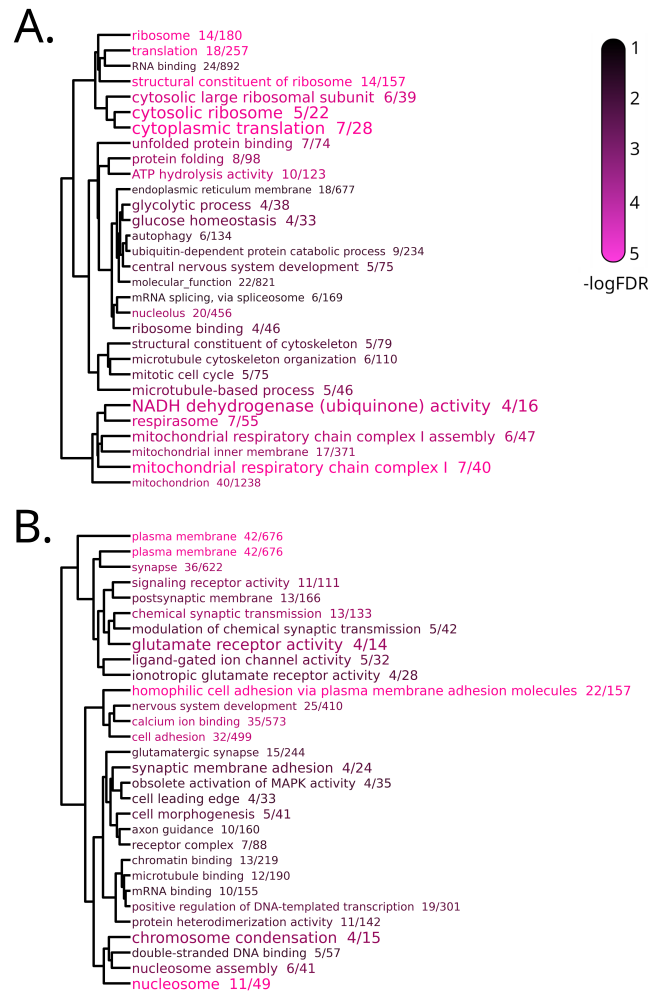 A.
ribosome 14/180
translation 18/257
RNA binding 24/892
structural constituent of ribosome 14/157
cytosolic large ribosomal subunit 6/39
cytosolic ribosome 5/22
cytoplasmic translation 7/28
unfolded protein binding 7/74
protein folding 8/98
ATP hydrolysis activity 10/123
endoplasmic reticulum membrane 18/677
glycolytic process 4/38
glucose homeostasis 4/33
autophagy 6/134
ubiquitin-dependent protein catabolic process 9/234
central nervous system development 5/75
molecular_function 22/821
mRNA splicing, via spliceosome 6/169
nucleolus 20/456
ribosome binding 4/46
structural constituent of cytoskeleton 5/79
microtubule cytoskeleton organization 6/110
mitotic cell cycle 5/75
microtubule-based process 5/46
NADH dehydrogenase (ubiquinone) activity 4/16
respirasome 7/55
mitochondrial respiratory chain complex I assembly 6/47
mitochondrial inner membrane 17/371
mitochondrial respiratory chain complex I 7/40
mitochondrion 40/1238
1
2
3
4
5
-logFDR
B.
plasma membrane 42/676
plasma membrane 42/676
synapse 36/622
signaling receptor activity 11/111
postsynaptic membrane 13/166
chemical synaptic transmission 13/133
modulation of chemical synaptic transmission 5/42
glutamate receptor activity 4/14
ligand-gated ion channel activity 5/32
ionotropic glutamate receptor activity 4/28
homophilic cell adhesion via plasma membrane adhesion molecules 22/157
nervous system development 25/410
calcium ion binding 35/573
cell adhesion 32/499
glutamatergic synapse 15/244
synaptic membrane adhesion 4/24
obsolete activation of MAPK activity 4/35
cell leading edge 4/33
cell morphogenesis 5/41
axon guidance 10/160
receptor complex 7/88
chromatin binding 13/219
microtubule binding 12/190
mRNA binding 10/155
positive regulation of DNA-templated transcription 19/301
protein heterodimerization activity 11/142
chromosome condensation 4/15
double-stranded DNA binding 5/57
nucleosome assembly 6/41
nucleosome 11/49